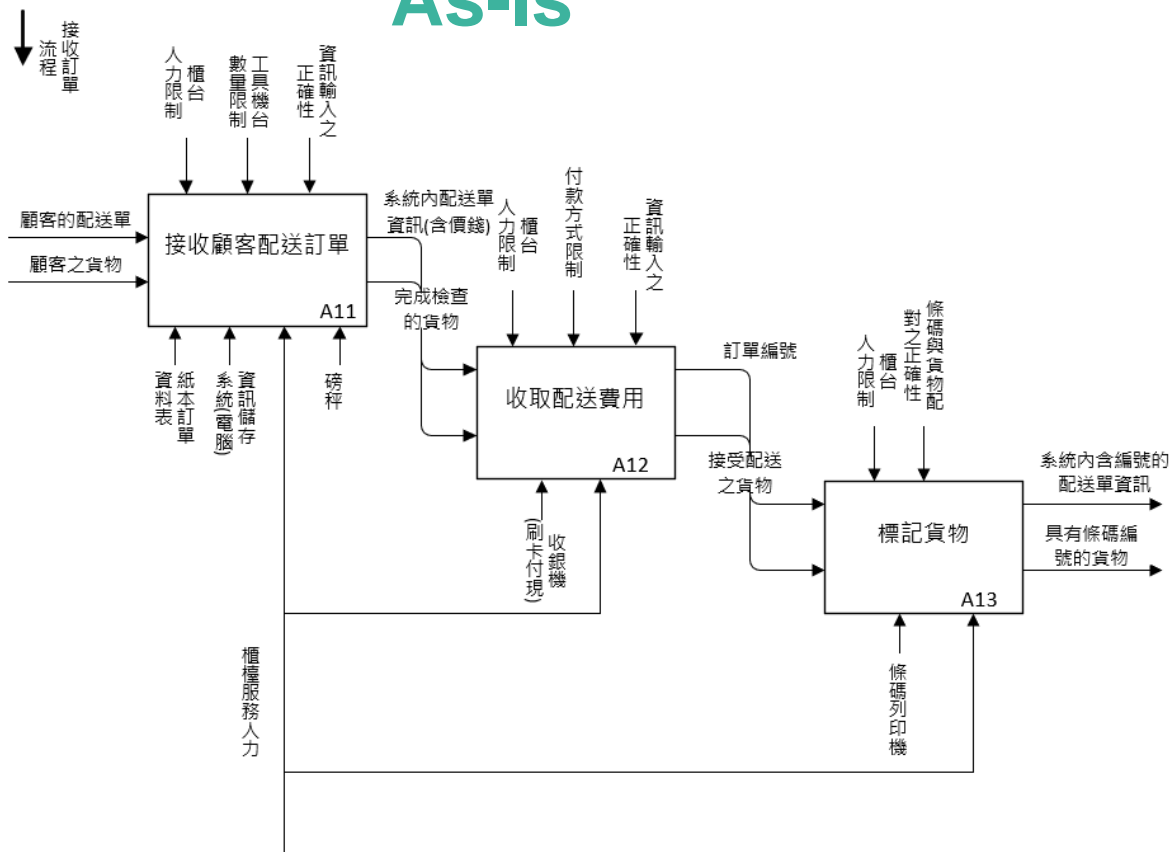 As-Is
接收訂單
流程
櫃台
人力限制
工具機台
數量限制
資訊輸入之
正確性
顧客的配送單
顧客之貨物
接收顧客配送訂單
A11
紙本訂單
資料表
資訊儲存
系統(電腦)
磅秤
系統內配送單
資訊(含價錢)
完成檢查
的貨物
櫃台
人力限制
付款方式限制
資訊輸入之
正確性
收取配送費用
A12
收銀機
(刷卡付現)
訂單編號
接受配送
之貨物
櫃台
人力限制
條碼與貨物配
對之正確性
標記貨物
A13
條碼列印機
系統內含編號的
配送單資訊
具有條碼編
號的貨物
櫃檯服務人力